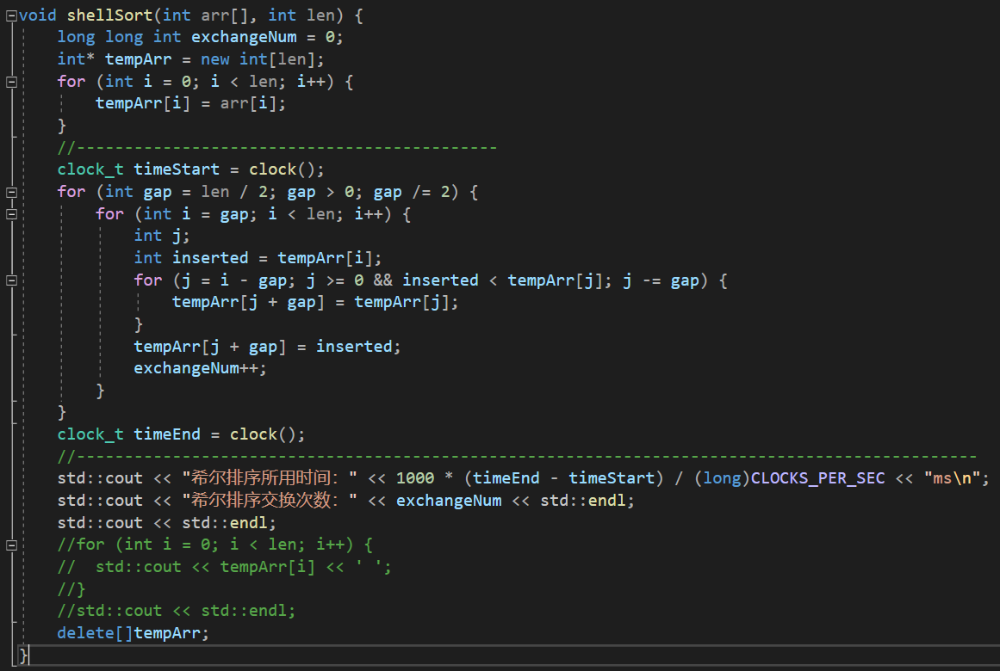 void shellSort(int arr[], int len) {
    long long int exchangeNum = 0;
    int* tempArr = new int[len];
    for (int i = 0; i < len; i++) {
        tempArr[i] = arr[i];
    }
    //--------------------------------------------
    clock_t timeStart = clock();
    for (int gap = len / 2; gap > 0; gap /= 2) {
        for (int i = gap; i < len; i++) {
            int j;
            int inserted = tempArr[i];
            for (j = i - gap; j >= 0 && inserted < tempArr[j]; j -= gap) {
                tempArr[j + gap] = tempArr[j];
            }
            tempArr[j + gap] = inserted;
            exchangeNum++;
        }
    }
    clock_t timeEnd = clock();
    //----------------------------------------------------------------------------------------------
    std::cout << "希尔排序所用时间：" << 1000 * (timeEnd - timeStart) / (long)CLOCKS_PER_SEC << "ms\n";
    std::cout << "希尔排序交换次数：" << exchangeNum << std::endl;
    std::cout << std::endl;
    //for (int i = 0; i < len; i++) {
    //  std::cout << tempArr[i] << ' ';
    //}
    //std::cout << std::endl;
    delete[]tempArr;
}